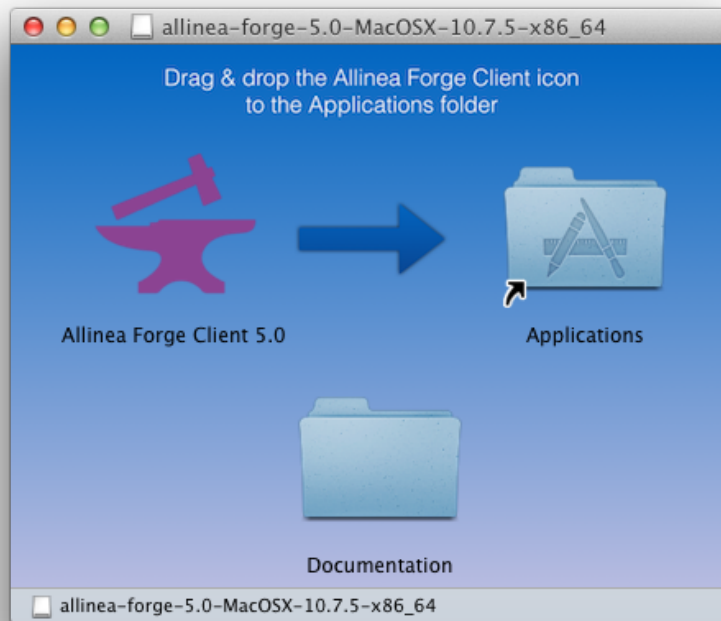 allinea-forge-5.0-MacOSX-10.7.5-x86_64
Drag & drop the Allinea Forge Client icon
to the Applications folder
Allinea Forge Client 5.0
Applications
Documentation
allinea-forge-5.0-MacOSX-10.7.5-x86_64